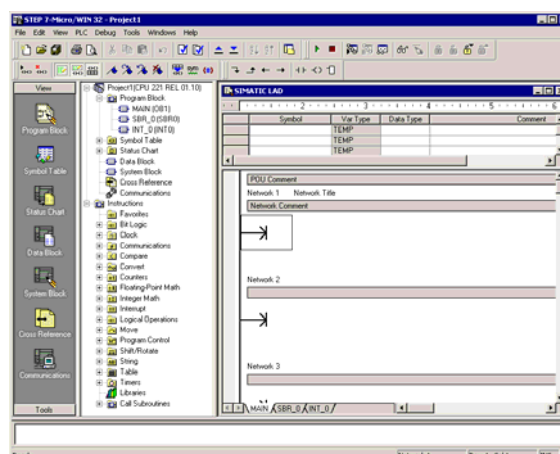 STEP 7-Micro/WIN 32 - Project1
File Edit View PLC Debug Tools Windows Help
View
Program Block
Symbol Table
Status Chart
Data Block
System Block
Cross Reference
Communications
Tools
Project1(CPU 221 REL 01.10)
Program Block
MAIN (OB1)
SBR_0 (SBR0)
INT_0 (INT0)
Symbol Table
Status Chart
Data Block
System Block
Cross Reference
Communications
Instructions
Favorites
Bit Logic
Clock
Communications
Compare
Convert
Counters
Floating-Point Math
Integer Math
Interrupt
Logical Operations
Move
Program Control
Shift/Rotate
String
Table
Timers
Libraries
Call Subroutines
SIMATIC LAD
2 3 4 5 6
Symbol Var Type Data Type Comment
TEMP
TEMP
TEMP
POU Comment
Network 1 Network Title
Network Comment
Network 2
Network 3
MAIN SBR_0 INT_0